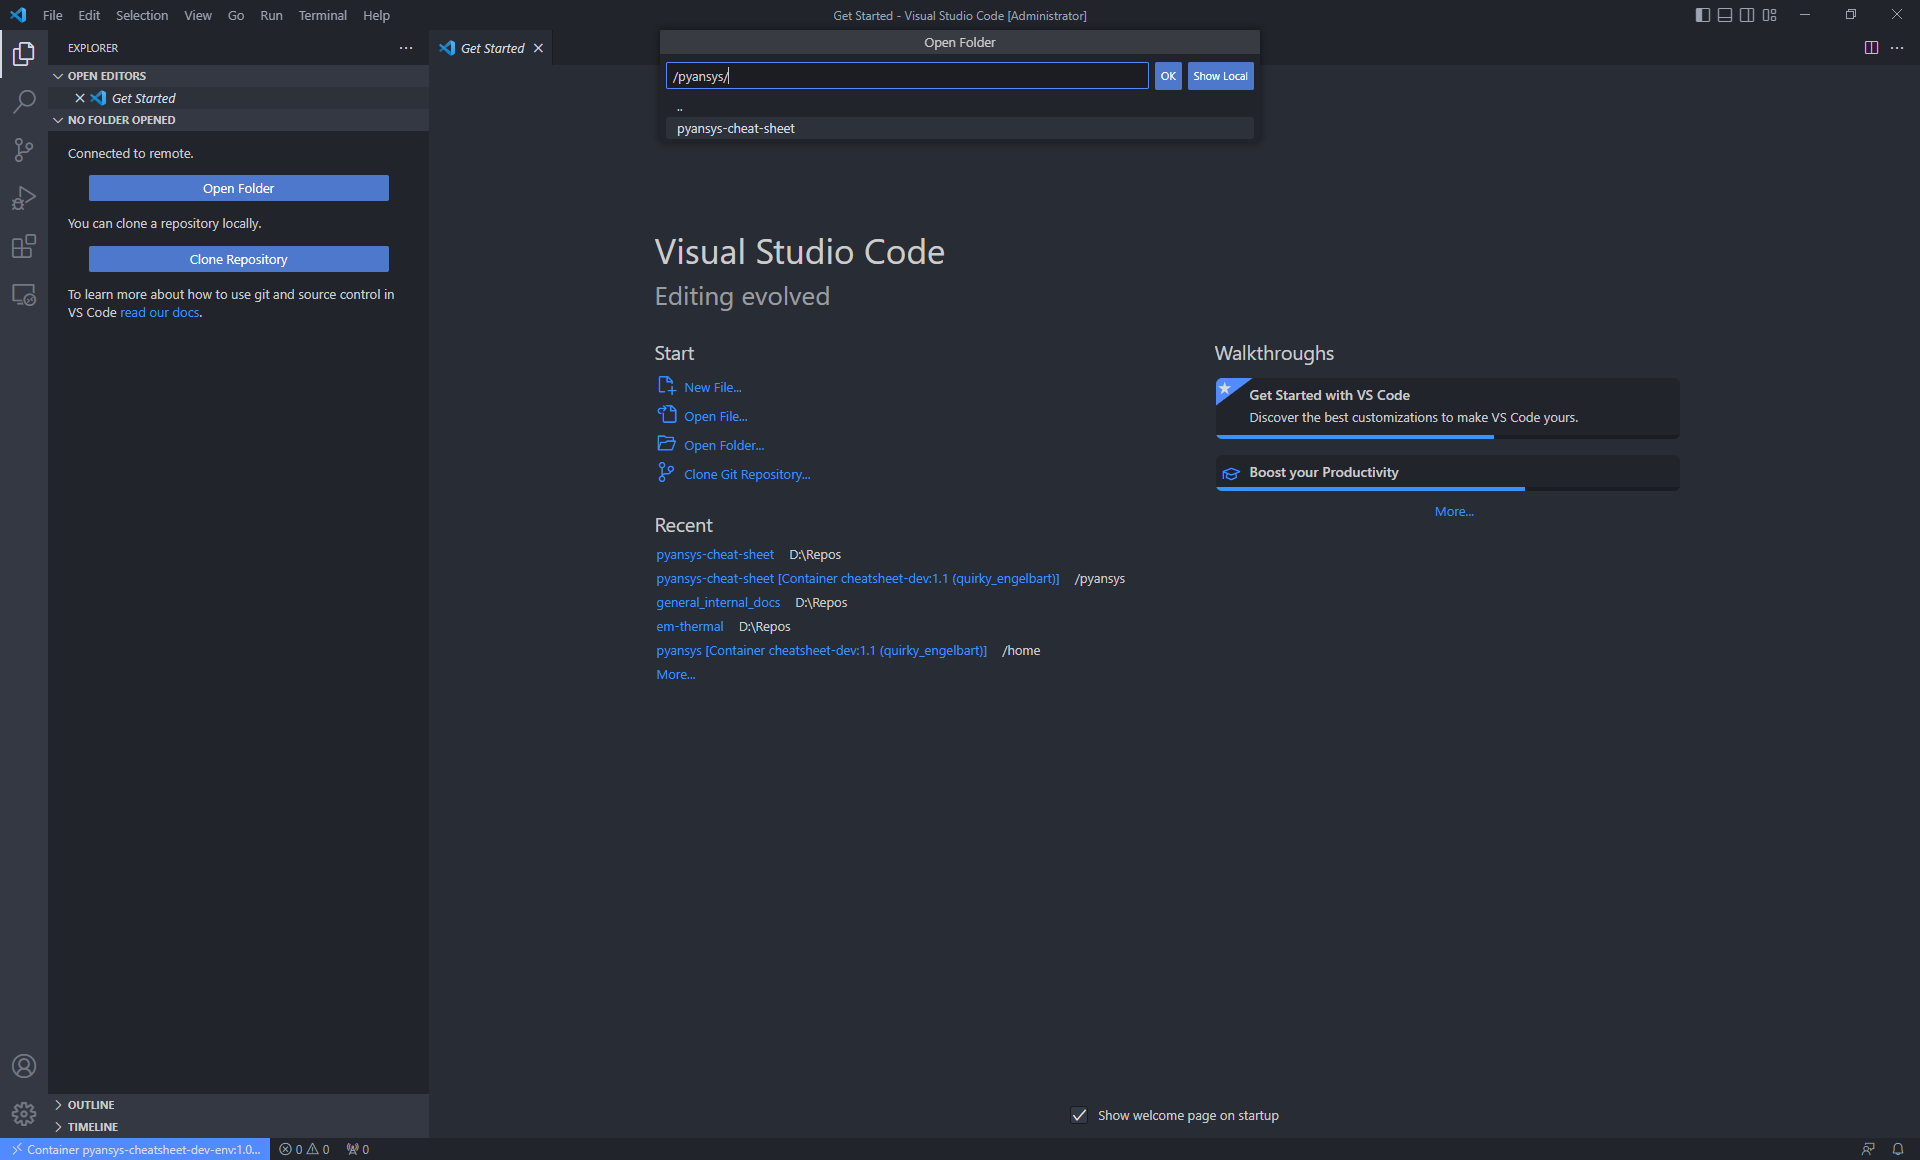 File Edit Selection View Go Run Terminal Help
Get Started - Visual Studio Code [Administrator]
EXPLORER
OPEN EDITORS
Get Started
NO FOLDER OPENED
Connected to remote.
Open Folder
You can clone a repository locally.
Clone Repository
To learn more about how to use git and source control in
VS Code read our docs.
OUTLINE
TIMELINE
Get Started
Open Folder
/pyansys/
OK
Show Local
..
pyansys-cheat-sheet
Visual Studio Code
Editing evolved
Start
New File...
Open File...
Open Folder...
Clone Git Repository...
Recent
pyansys-cheat-sheet D:\Repos
pyansys-cheat-sheet [Container cheatsheet-dev:1.1 (quirky_engelbart)] /pyansys
general_internal_docs D:\Repos
em-thermal D:\Repos
pyansys [Container cheatsheet-dev:1.1 (quirky_engelbart)] /home
More...
Walkthroughs
Get Started with VS Code
Discover the best customizations to make VS Code yours.
Boost your Productivity
More...
Show welcome page on startup
Container pyansys-cheatsheet-dev-env:1.0... 0 0 0